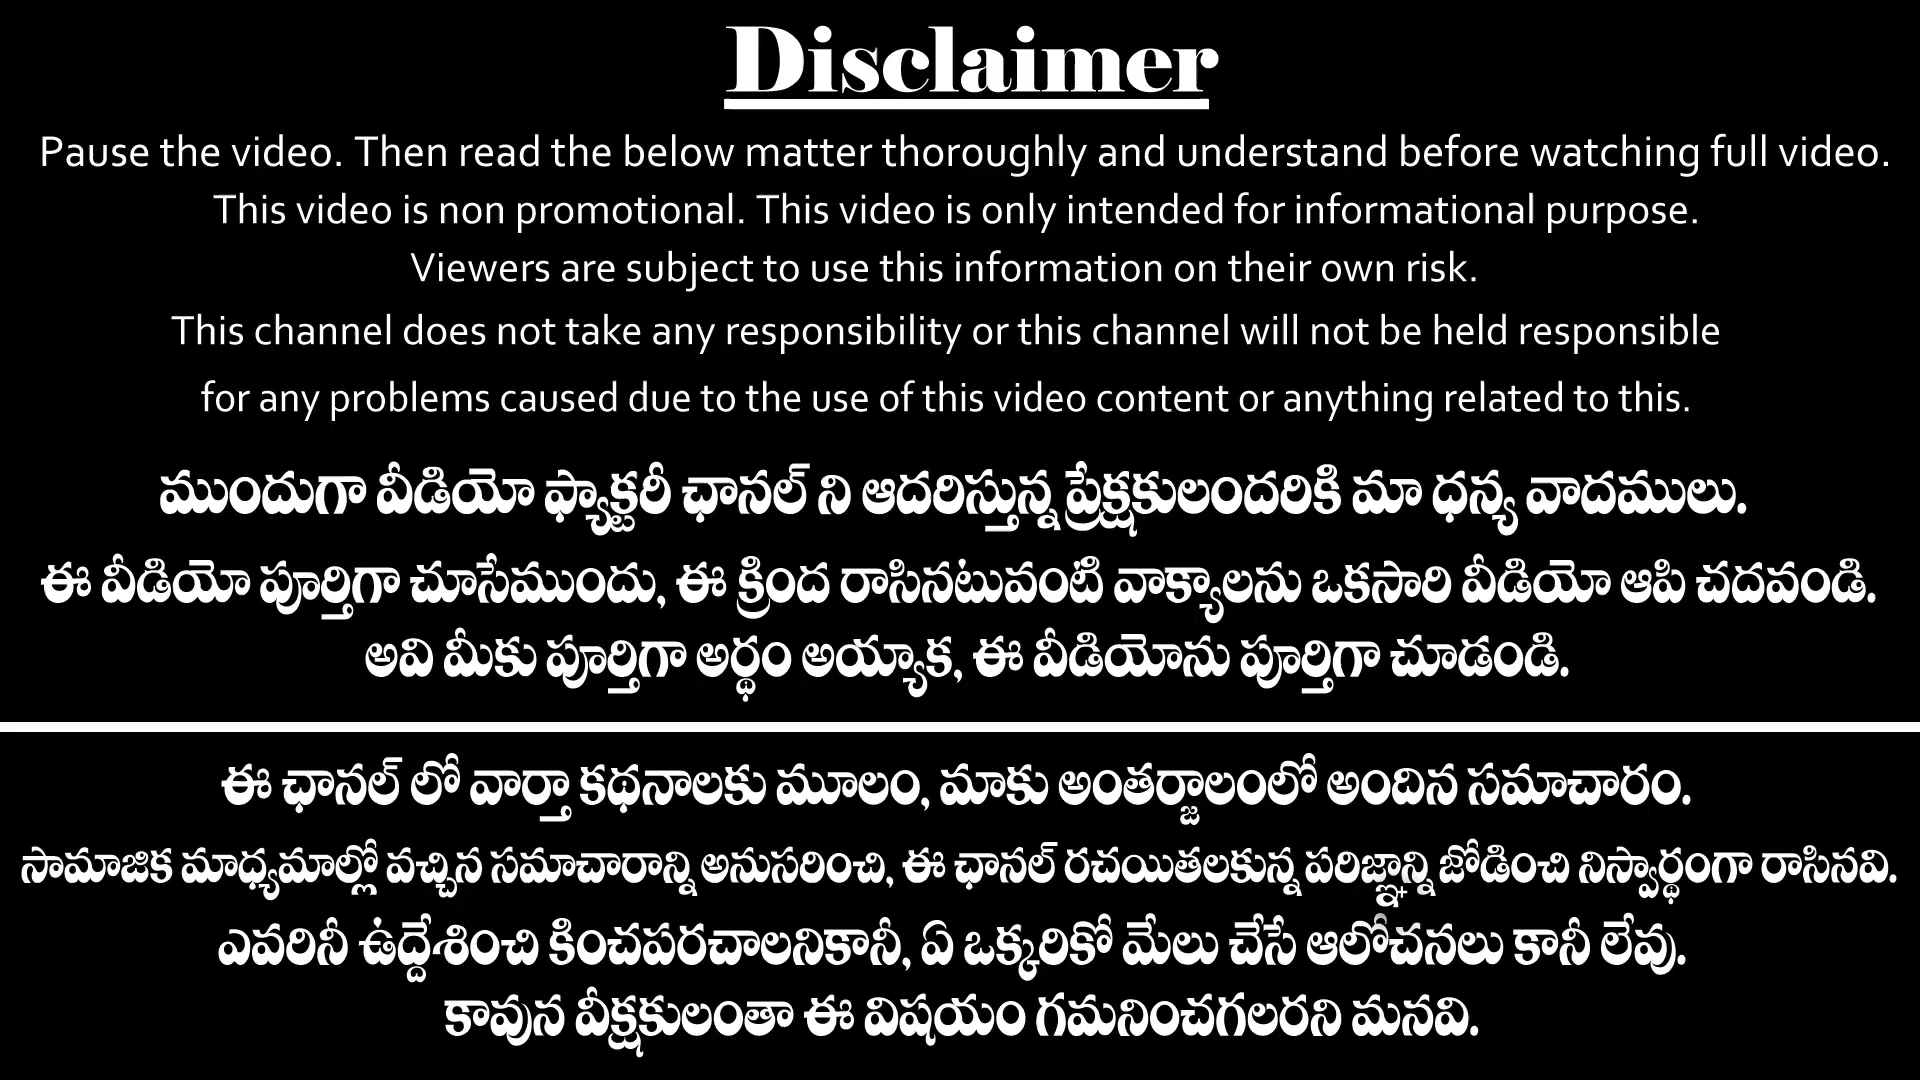 Disclaimer
Pause the video. Then read the below matter thoroughly and understand before watching full video.
This video is non promotional. This video is only intended for informational purpose.
Viewers are subject to use this information on their own risk.
This channel does not take any responsibility or this channel will not be held responsible
for any problems caused due to the use of this video content or anything related to this.
ముందుగా వీడియో ఫ్యాక్టరీ ఛానల్ ని ఆదరిస్తున్న ప్రేక్షకులందరికి మా ధన్య వాదములు.
ఈ వీడియో పూర్తిగా చూసేముందు, ఈ క్రింద రాసినటువంటి వాక్యాలను ఒకసారి వీడియో ఆపి చదవండి.
అవి మీకు పూర్తిగా అర్థం అయ్యాక, ఈ వీడియోను పూర్తిగా చూడండి.
ఈ ఛానల్ లో వార్తా కథనాలకు మూలం, మాకు అంతర్జాలంలో అందిన సమాచారం.
సామాజిక మాధ్యమాల్లో వచ్చిన సమాచారాన్ని అనుసరించి, ఈ ఛానల్ రచయితలకున్న పరిజ్ఞాన్ని జోడించి నిస్వార్థంగా రాసినవి.
ఎవరినీ ఉద్దేశించి కించపరచాలనికానీ, ఏ ఒక్కరికో మేలు చేసే ఆలోచనలు కానీ లేవు.
కావున వీక్షకులంతా ఈ విషయం గమనించగలరని మనవి.